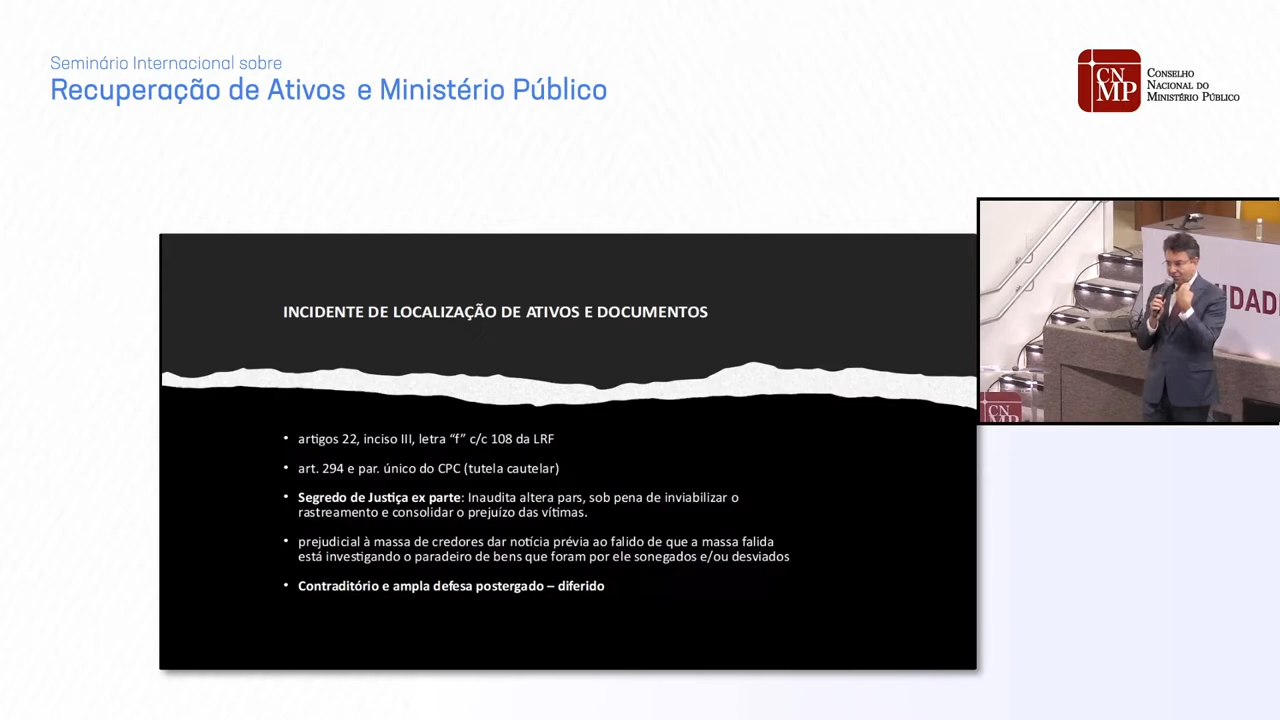 Seminário Internacional sobre
Recuperação de Ativos e Ministério Público
CN
MP
CONSELHO
NACIONAL DO
MINISTÉRIO PÚBLICO
INCIDENTE DE LOCALIZAÇÃO DE ATIVOS E DOCUMENTOS
• artigos 22, inciso III, letra “f” c/c 108 da LRF
• art. 294 e par. único do CPC (tutela cautelar)
• Segredo de Justiça ex parte: Inaudita altera pars, sob pena de inviabilizar o
rastreamento e consolidar o prejuízo das vítimas.
• prejudicial à massa de credores dar notícia prévia ao falido de que a massa falida
está investigando o paradeiro de bens que foram por ele sonegados e/ou desviados
• Contraditório e ampla defesa postergado – diferido
IDADE
CN